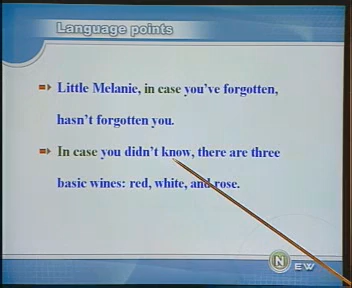 Language points
Little Melanie, in case you've forgotten,
hasn't forgotten you.
In case you didn't know, there are three
basic wines: red, white, and rose.
N
EW